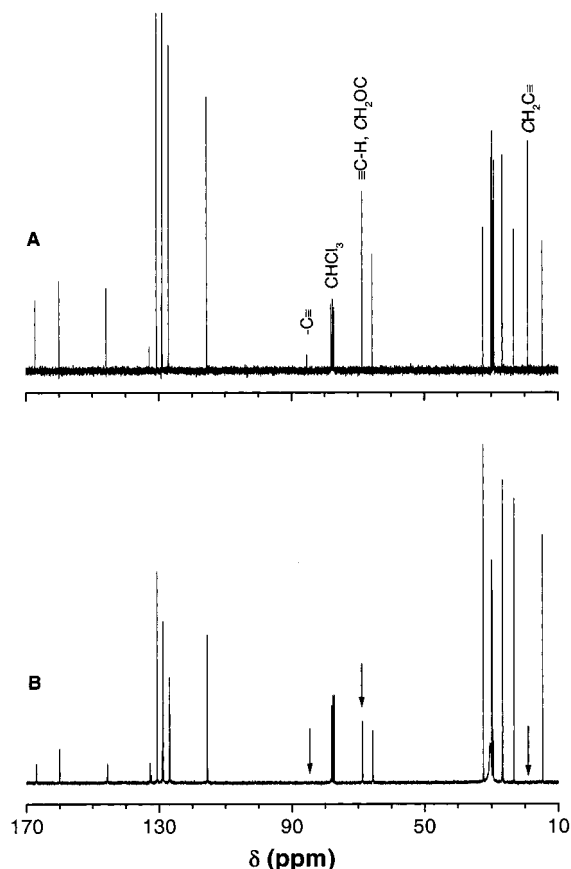 ≡C-H, CH₂OC
CH₂C≡
A
CHCl₃
-C≡
B
170 130 90 50 10
δ (ppm)